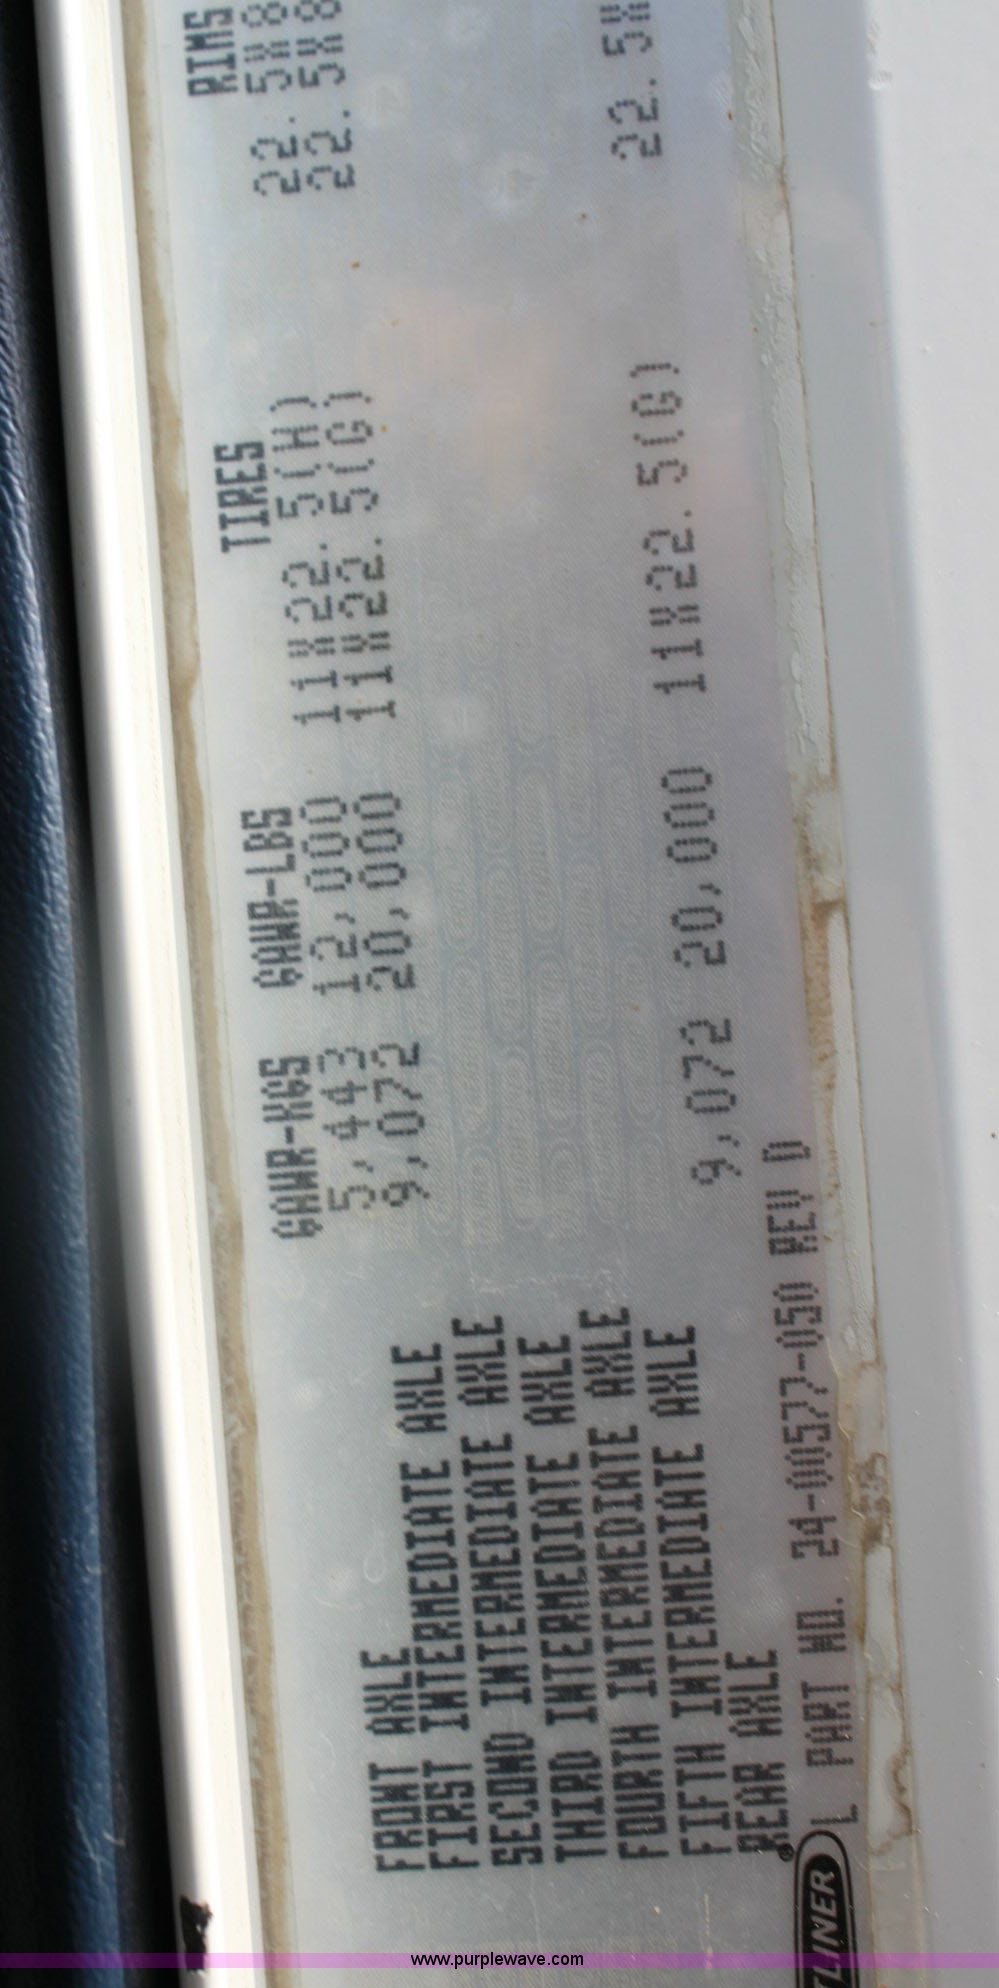 GAWR-KGS GAWR-LBS TIRES RIMS
FRONT AXLE 5,443 12,000 11X22.5(H) 22.5X8
FIRST INTERMEDIATE AXLE 9,072 20,000 11X22.5(G) 22.5X8
SECOND INTERMEDIATE AXLE
THIRD INTERMEDIATE AXLE
FOURTH INTERMEDIATE AXLE
FIFTH INTERMEDIATE AXLE
REAR AXLE 9,072 20,000 11X22.5(G) 22.5X
TLINER® L PART NO. 24-00577-050 REV D
www.purplewave.com